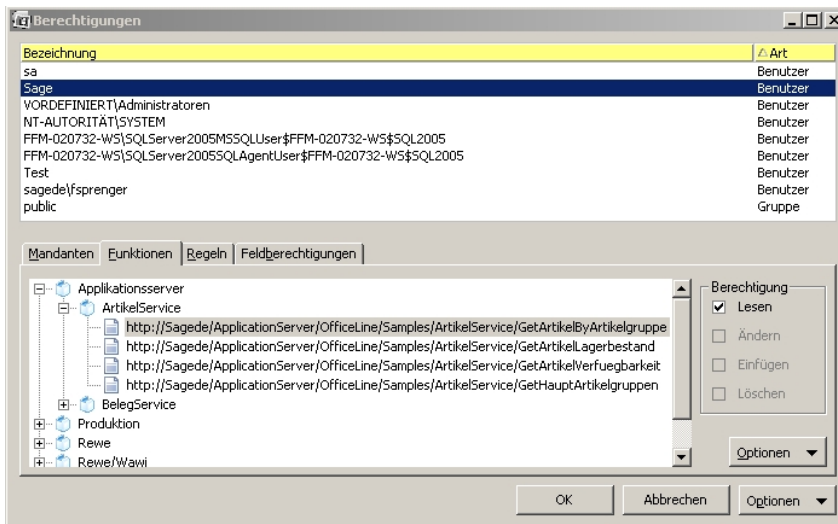 Berechtigungen
Bezeichnung Art
sa Benutzer
Sage Benutzer
VORDEFINIERT\Administratoren Benutzer
NT-AUTORITÄT\SYSTEM Benutzer
FFM-020732-WS\SQLServer2005MSSQLUser$FFM-020732-WS$SQL2005 Benutzer
FFM-020732-WS\SQLServer2005SQLAgentUser$FFM-020732-WS$SQL2005 Benutzer
Test Benutzer
sagede\fsprenger Benutzer
public Gruppe
Mandanten Funktionen Regeln Feldberechtigungen
Applikationsserver
ArtikelService
http://Sagede/ApplicationServer/OfficeLine/Samples/ArtikelService/GetArtikelByArtikelgruppe
http://Sagede/ApplicationServer/OfficeLine/Samples/ArtikelService/GetArtikelLagerbestand
http://Sagede/ApplicationServer/OfficeLine/Samples/ArtikelService/GetArtikelVerfuegbarkeit
http://Sagede/ApplicationServer/OfficeLine/Samples/ArtikelService/GetHauptArtikelgruppen
BelegService
Produktion
Rewe
Rewe/Wawi
Berechtigung
Lesen
Ändern
Einfügen
Löschen
Optionen
OK Abbrechen Optionen